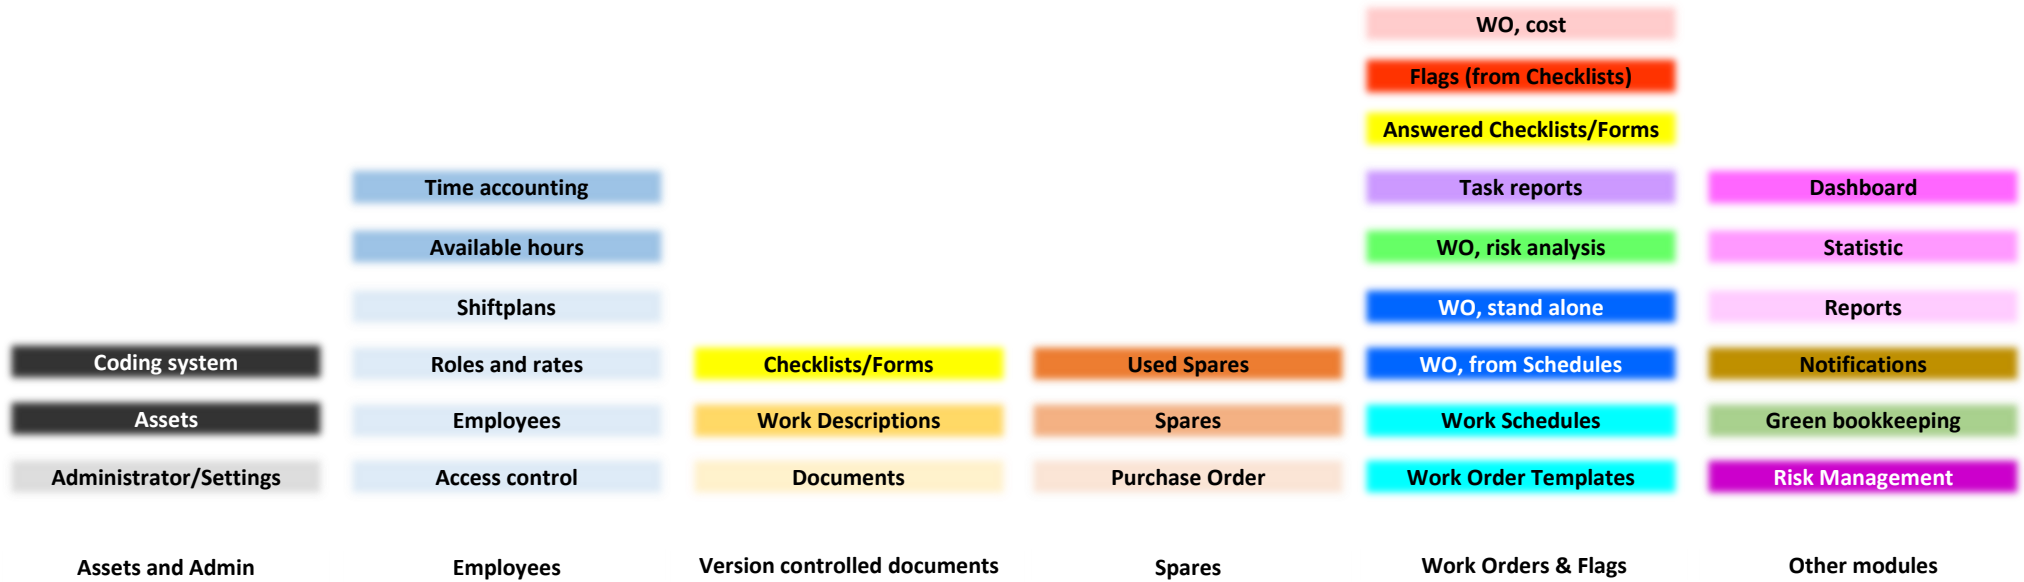 WO, cost
Flags (from Checklists)
Answered Checklists/Forms
Time accounting
Task reports
Dashboard
Available hours
WO, risk analysis
Statistic
Shiftplans
WO, stand alone
Reports
Coding system
Roles and rates
Checklists/Forms
Used Spares
WO, from Schedules
Notifications
Assets
Employees
Work Descriptions
Spares
Work Schedules
Green bookkeeping
Administrator/Settings
Access control
Documents
Purchase Order
Work Order Templates
Risk Management
Assets and Admin
Employees
Version controlled documents
Spares
Work Orders & Flags
Other modules